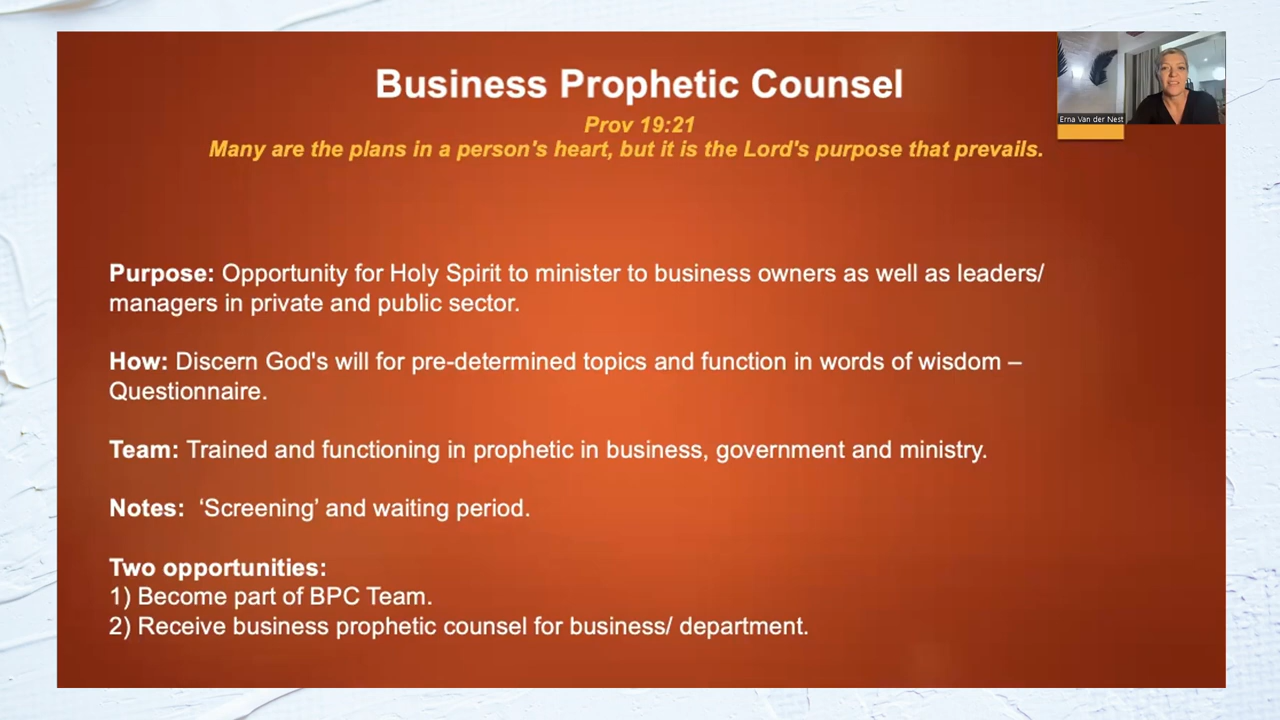 Business Prophetic Counsel
Prov 19:21
Many are the plans in a person's heart, but it is the Lord's purpose that prevails.
Erna Van der Nest
Purpose: Opportunity for Holy Spirit to minister to business owners as well as leaders/
managers in private and public sector.
How: Discern God's will for pre-determined topics and function in words of wisdom –
Questionnaire.
Team: Trained and functioning in prophetic in business, government and ministry.
Notes:  ‘Screening’ and waiting period.
Two opportunities:
1) Become part of BPC Team.
2) Receive business prophetic counsel for business/ department.